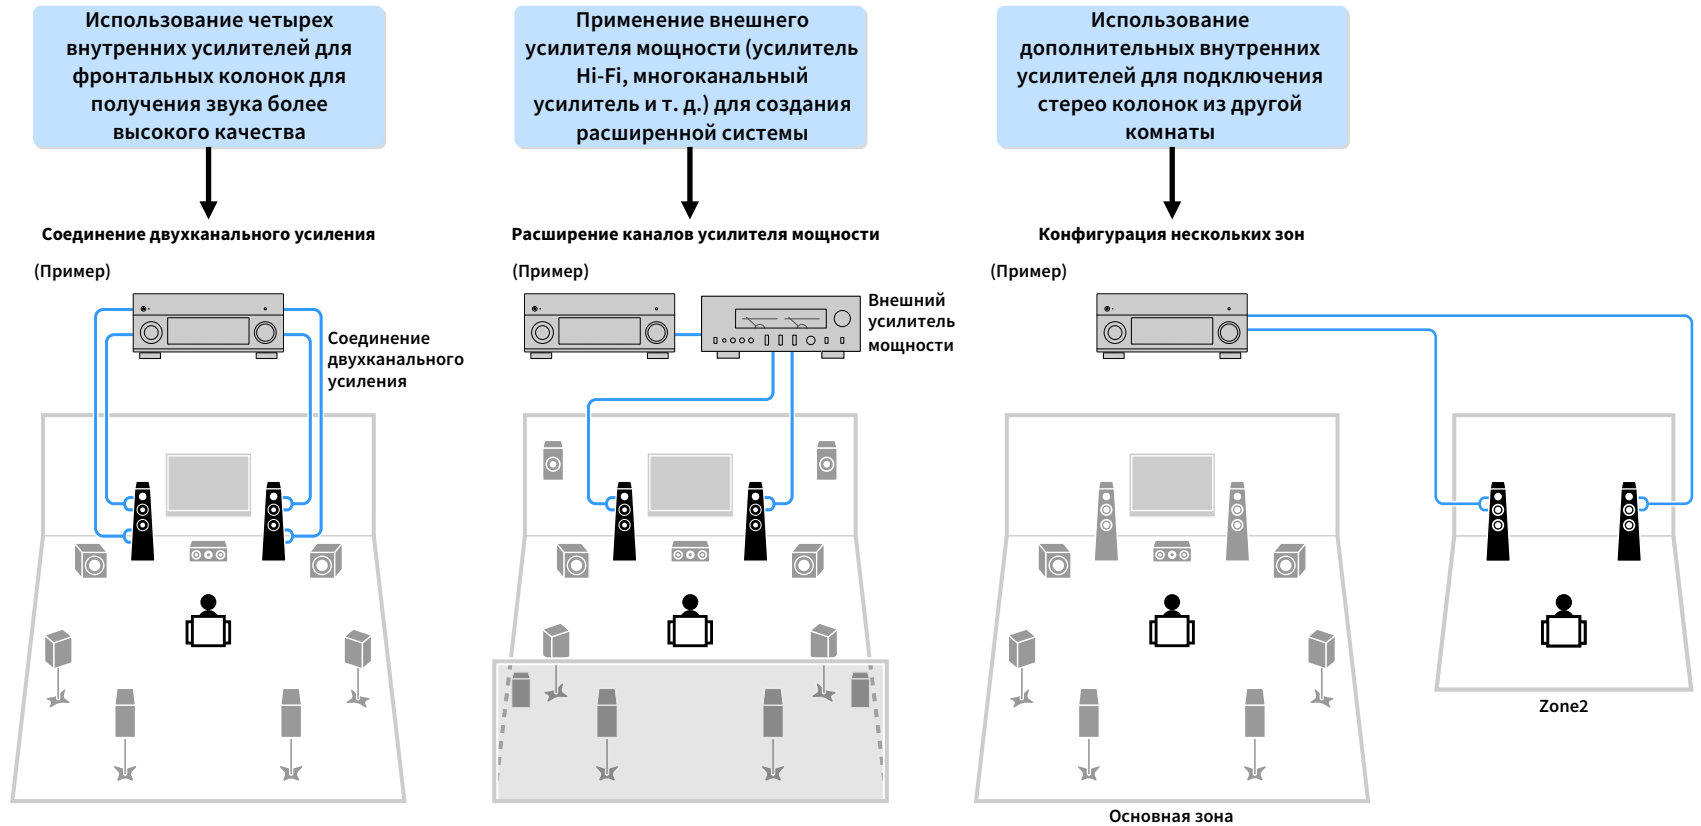 Использование четырех
внутренних усилителей для
фронтальных колонок для
получения звука более
высокого качества
Применение внешнего
усилителя мощности (усилитель
Hi-Fi, многоканальный
усилитель и т. д.) для создания
расширенной системы
Использование
дополнительных внутренних
усилителей для подключения
стерео колонок из другой
комнаты
Соединение двухканального усиления
(Пример)
Соединение
двухканального
усиления
Расширение каналов усилителя мощности
(Пример)
Внешний
усилитель
мощности
Конфигурация нескольких зон
(Пример)
Zone2
Основная зона